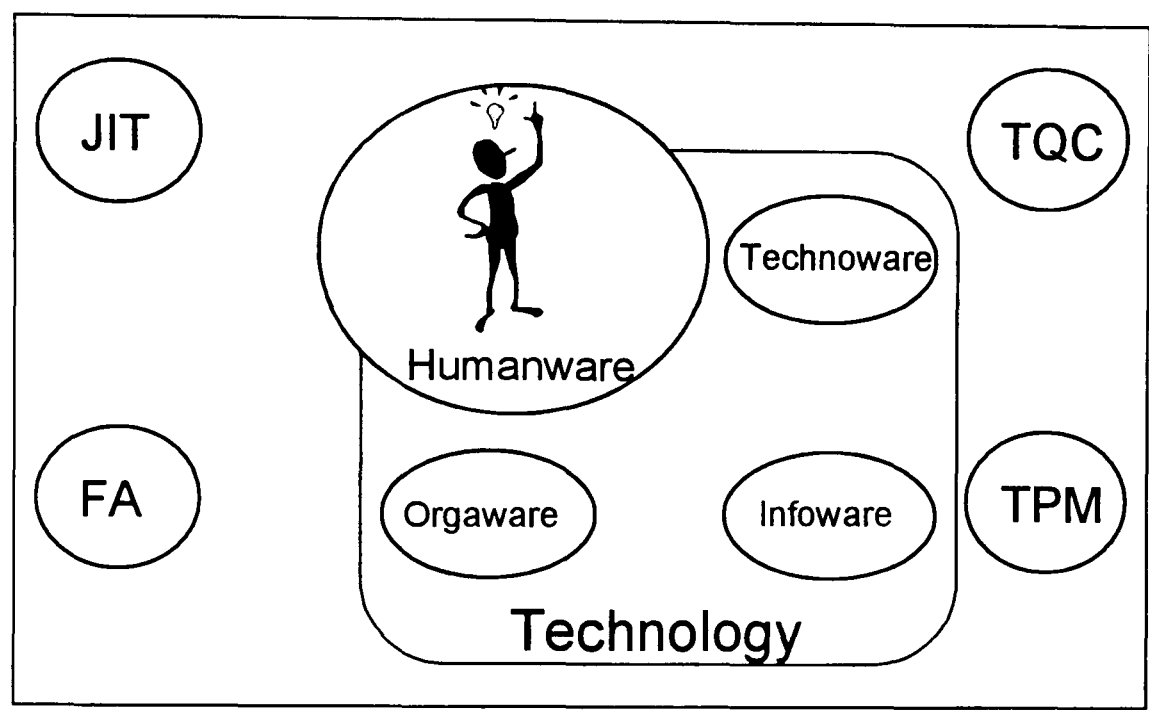 JIT
TQC
Technoware
Humanware
FA
Orgaware
Infoware
TPM
Technology